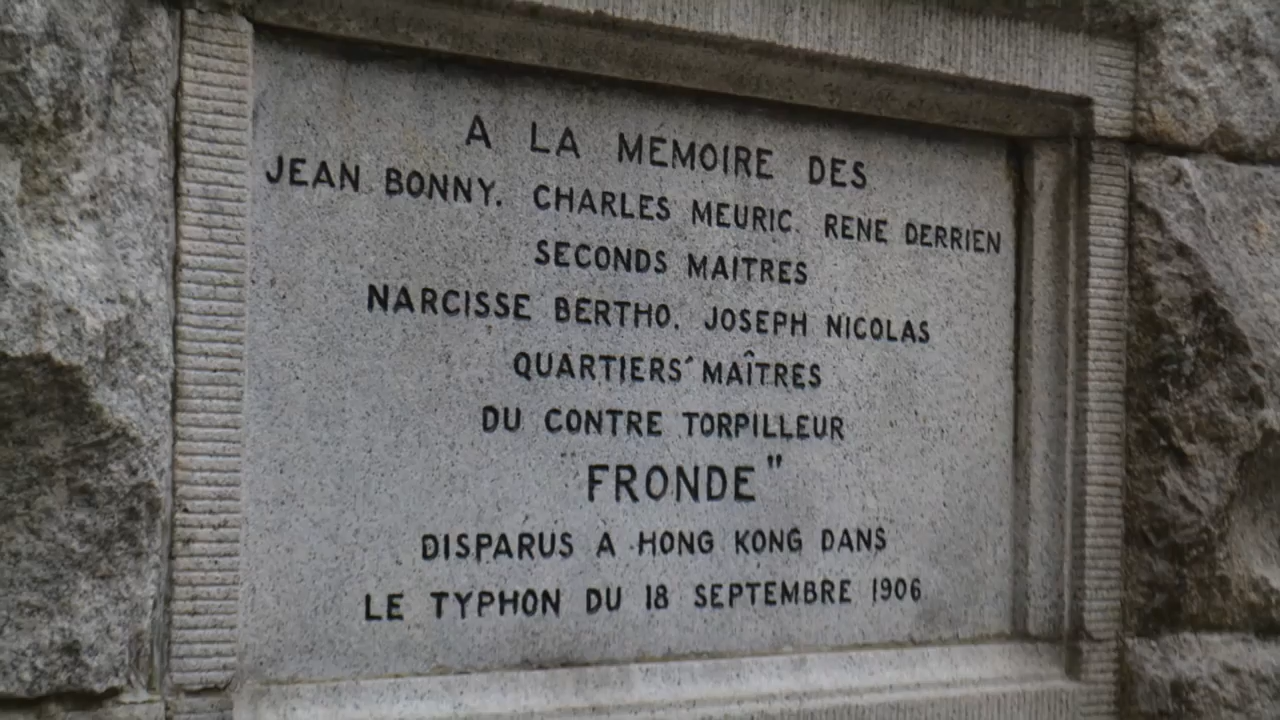 A LA MEMOIRE DES
JEAN BONNY. CHARLES MEURIC. RENE DERRIEN
SECONDS MAITRES
NARCISSE BERTHO. JOSEPH NICOLAS
QUARTIERS´MAÎTRES
DU CONTRE TORPILLEUR
"FRONDE"
DISPARUS A HONG KONG DANS
LE TYPHON DU 18 SEPTEMBRE 1906